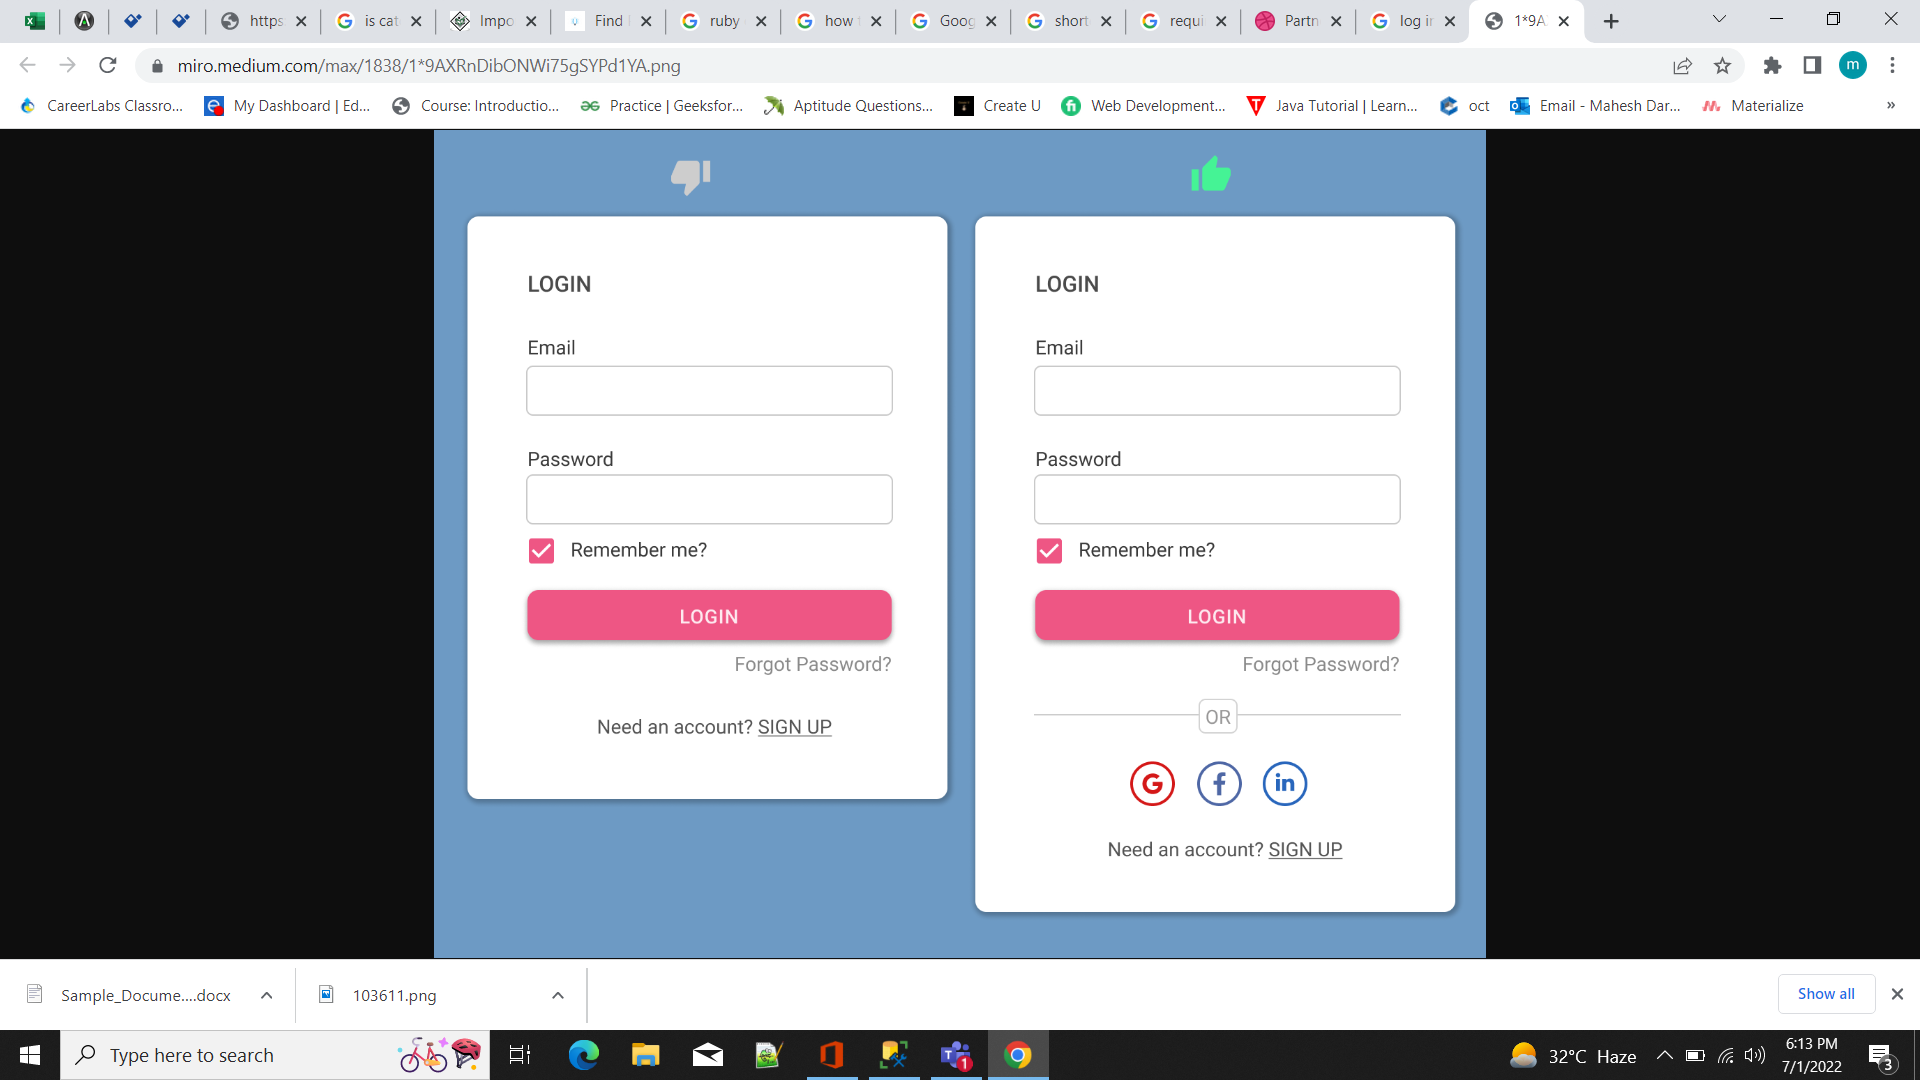 https
is cat
Impo
Find
ruby
how
Goog
short
requi
Partn
log in
1*9A
miro.medium.com/max/1838/1*9AXRnDibONWi75gSYPd1YA.png
m
CareerLabs Classro...
My Dashboard | Ed...
Course: Introductio...
Practice | Geeksfor...
Aptitude Questions...
Create U
Web Development...
Java Tutorial | Learn...
oct
Email - Mahesh Dar...
Materialize
»
LOGIN
Email
Password
Remember me?
LOGIN
Forgot Password?
Need an account? SIGN UP
LOGIN
Email
Password
Remember me?
LOGIN
Forgot Password?
OR
G f in
Need an account? SIGN UP
Sample_Docume....docx
103611.png
Show all
Type here to search
1
32°C Haze
6:13 PM
7/1/2022
3